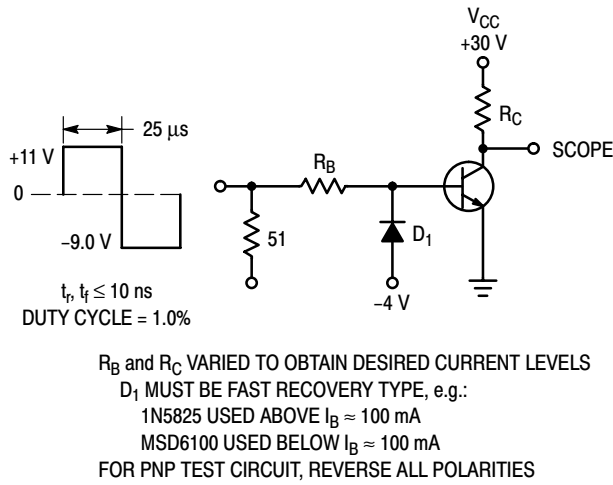 V_CC
+30 V
25 μs
R_C
+11 V
SCOPE
R_B
0
51
D_1
−9.0 V
−4 V
t_r, t_f ≤ 10 ns
DUTY CYCLE = 1.0%
R_B and R_C VARIED TO OBTAIN DESIRED CURRENT LEVELS
D_1 MUST BE FAST RECOVERY TYPE, e.g.:
1N5825 USED ABOVE I_B ≈ 100 mA
MSD6100 USED BELOW I_B ≈ 100 mA
FOR PNP TEST CIRCUIT, REVERSE ALL POLARITIES